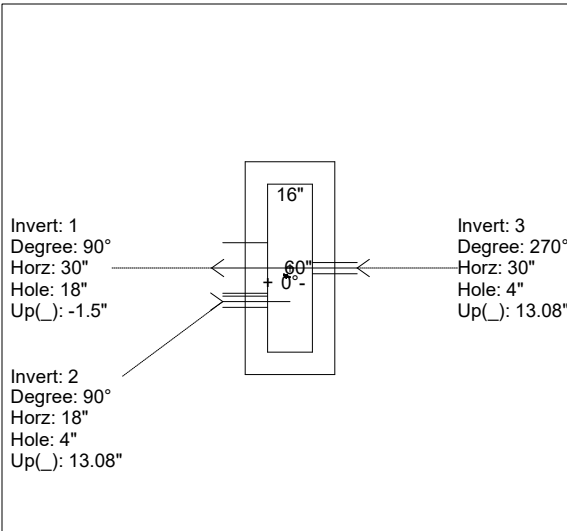 16"
Invert: 1
Degree: 90°
Horz: 30"
Hole: 18"
Up(_): -1.5"
60"
+ 0°-
Invert: 3
Degree: 270°
Horz: 30"
Hole: 4"
Up(_): 13.08"
Invert: 2
Degree: 90°
Horz: 18"
Hole: 4"
Up(_): 13.08"